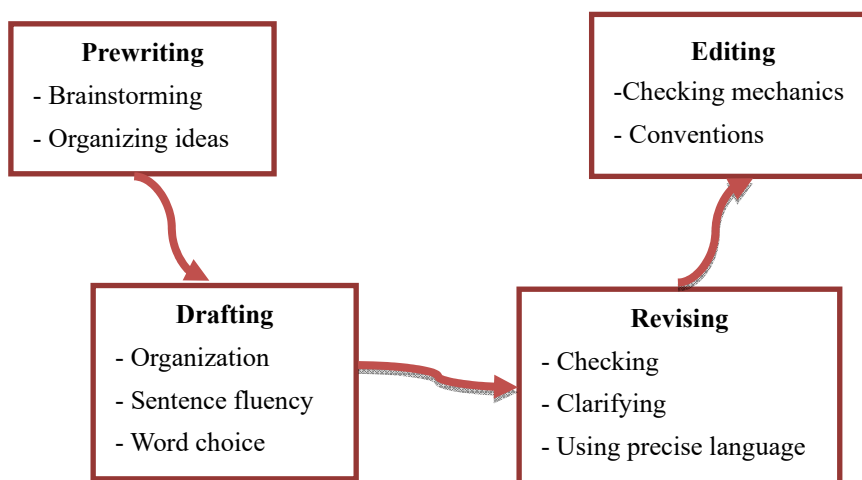 Prewriting
- Brainstorming
- Organizing ideas
Drafting
- Organization
- Sentence fluency
- Word choice
Revising
- Checking
- Clarifying
- Using precise language
Editing
-Checking mechanics
- Conventions